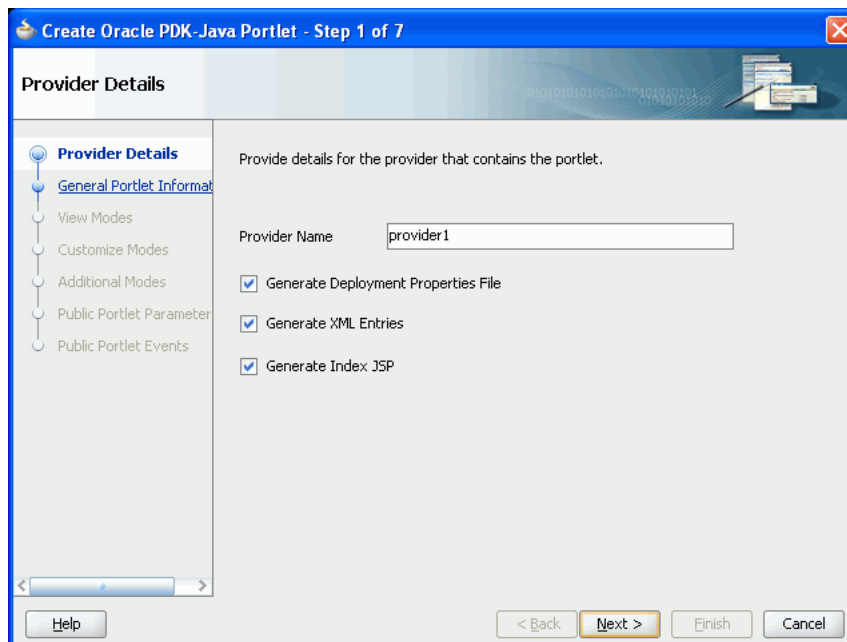 Create Oracle PDK-Java Portlet - Step 1 of 7
Provider Details
010101010101010101010101
01010101010
Provider Details
General Portlet Informat
View Modes
Customize Modes
Additional Modes
Public Portlet Parameter
Public Portlet Events
Provide details for the provider that contains the portlet.
Provider Name provider1
Generate Deployment Properties File
Generate XML Entries
Generate Index JSP
Help < Back Next > Finish Cancel